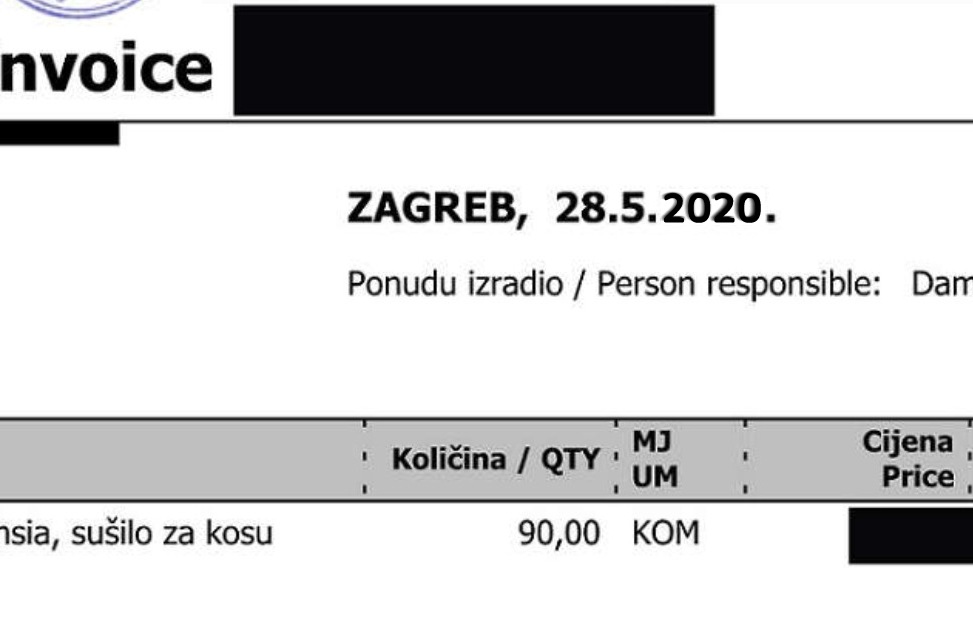 nvoice
ZAGREB, 28.5.2020.
Ponudu izradio / Person responsible: Dam
Količina / QTY MJ UM Cijena Price
nsia, sušilo za kosu 90,00 KOM